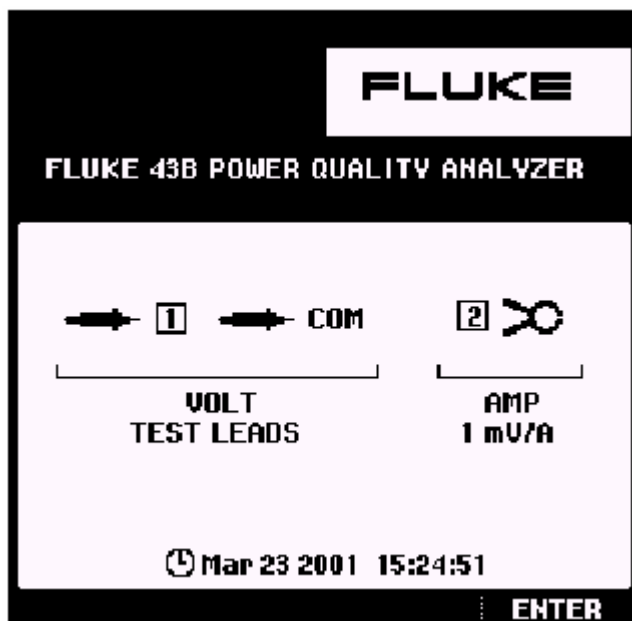 FLUKE
FLUKE 43B POWER QUALITY ANALYZER
1 COM 2
VOLT AMP
TEST LEADS 1 mV/A
Mar 23 2001 15:24:51
ENTER